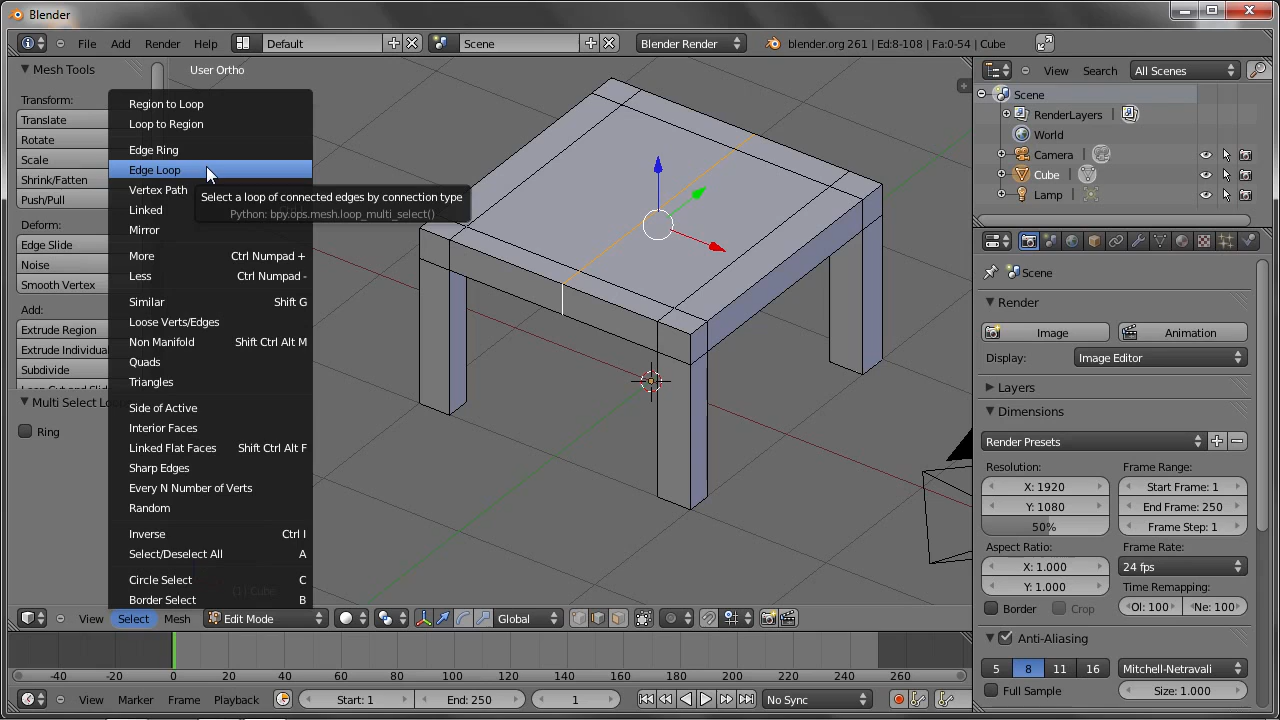 Blender
File Add Render Help Default Scene Blender Render blender.org 261 | Ed:8-108 | Fa:0-54 | Cube
Mesh Tools
Transform:
Translate
Rotate
Scale
Shrink/Fatten
Push/Pull
Deform:
Edge Slide
Noise
Smooth Vertex
Add:
Extrude Region
Extrude Individua
Subdivide
Multi Select Lo
Ring
User Ortho
Region to Loop
Loop to Region
Edge Ring
Edge Loop
Vertex Path
Linked
Mirror
More Ctrl Numpad +
Less Ctrl Numpad -
Similar Shift G
Loose Verts/Edges
Non Manifold Shift Ctrl Alt M
Quads
Triangles
Side of Active
Interior Faces
Linked Flat Faces Shift Ctrl Alt F
Sharp Edges
Every N Number of Verts
Random
Inverse Ctrl I
Select/Deselect All A
Circle Select C
Border Select B
Select a loop of connected edges by connection type
Python: bpy.ops.mesh.loop_multi_select()
(1) Cube
View Select Mesh Edit Mode Global
-40 -20 0 20 40 60 80 100 120 140 160 180 200 220 240 260
View Marker Frame Playback Start: 1 End: 250 1 No Sync
View Search All Scenes
Scene
RenderLayers
World
Camera
Cube
Lamp
Scene
Render
Image Animation
Display: Image Editor
Layers
Dimensions
Render Presets
Resolution: Frame Range:
X: 1920 Start Frame: 1
Y: 1080 End Frame: 250
50% Frame Step: 1
Aspect Ratio: Frame Rate:
X: 1.000 24 fps
Y: 1.000 Time Remapping:
Border Crop Ol: 100 Ne: 100
Anti-Aliasing
5 8 11 16 Mitchell-Netravali
Full Sample Size: 1.000